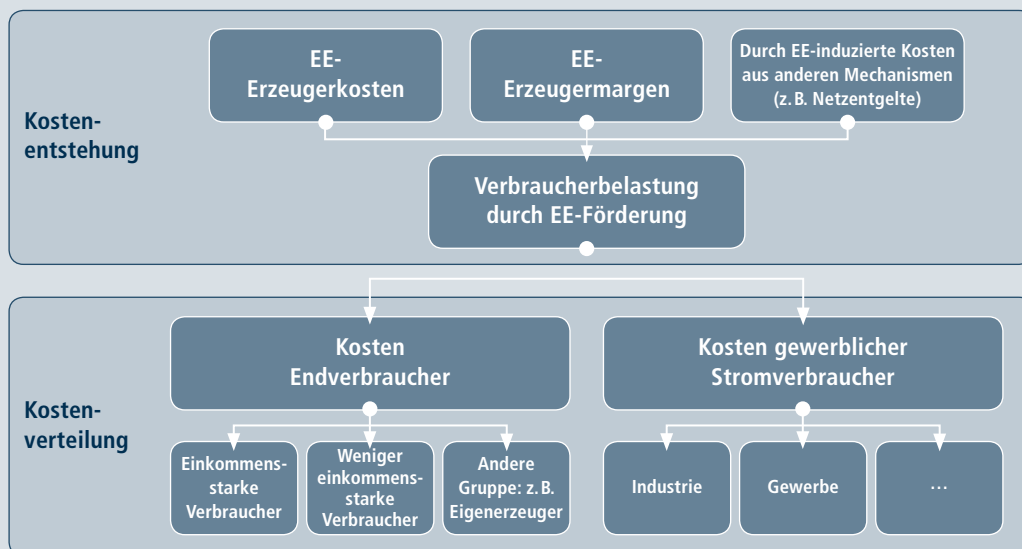 Kosten-
entstehung
EE-
Erzeugerkosten
EE-
Erzeugermargen
Durch EE-induzierte Kosten
aus anderen Mechanismen
(z. B. Netzentgelte)
Verbraucherbelastung
durch EE-Förderung
Kosten-
verteilung
Kosten
Endverbraucher
Kosten gewerblicher
Stromverbraucher
Einkommens-
starke
Verbraucher
Weniger
einkommens-
starke
Verbraucher
Andere
Gruppe: z. B.
Eigenerzeuger
Industrie
Gewerbe
…